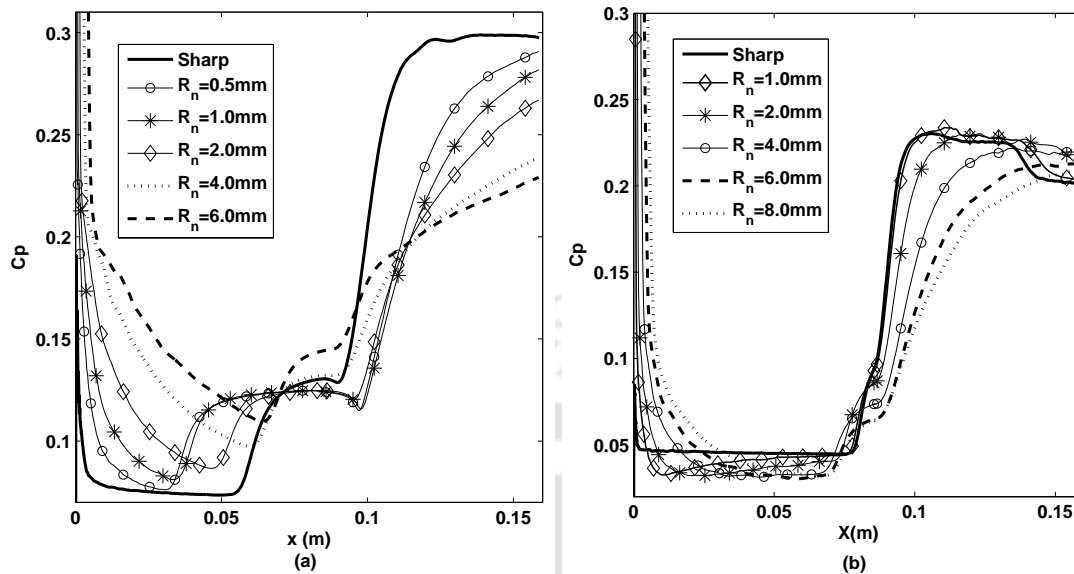 0.3
0.25
0.2
0.15
0.1
Cp
0
0.05
0.1
0.15
x (m)
(a)
Sharp
R_n=0.5mm
R_n=1.0mm
R_n=2.0mm
R_n=4.0mm
R_n=6.0mm
0.3
0.25
0.2
0.15
0.1
0.05
Cp
0
0.05
0.1
0.15
X(m)
(b)
Sharp
R_n=1.0mm
R_n=2.0mm
R_n=4.0mm
R_n=6.0mm
R_n=8.0mm